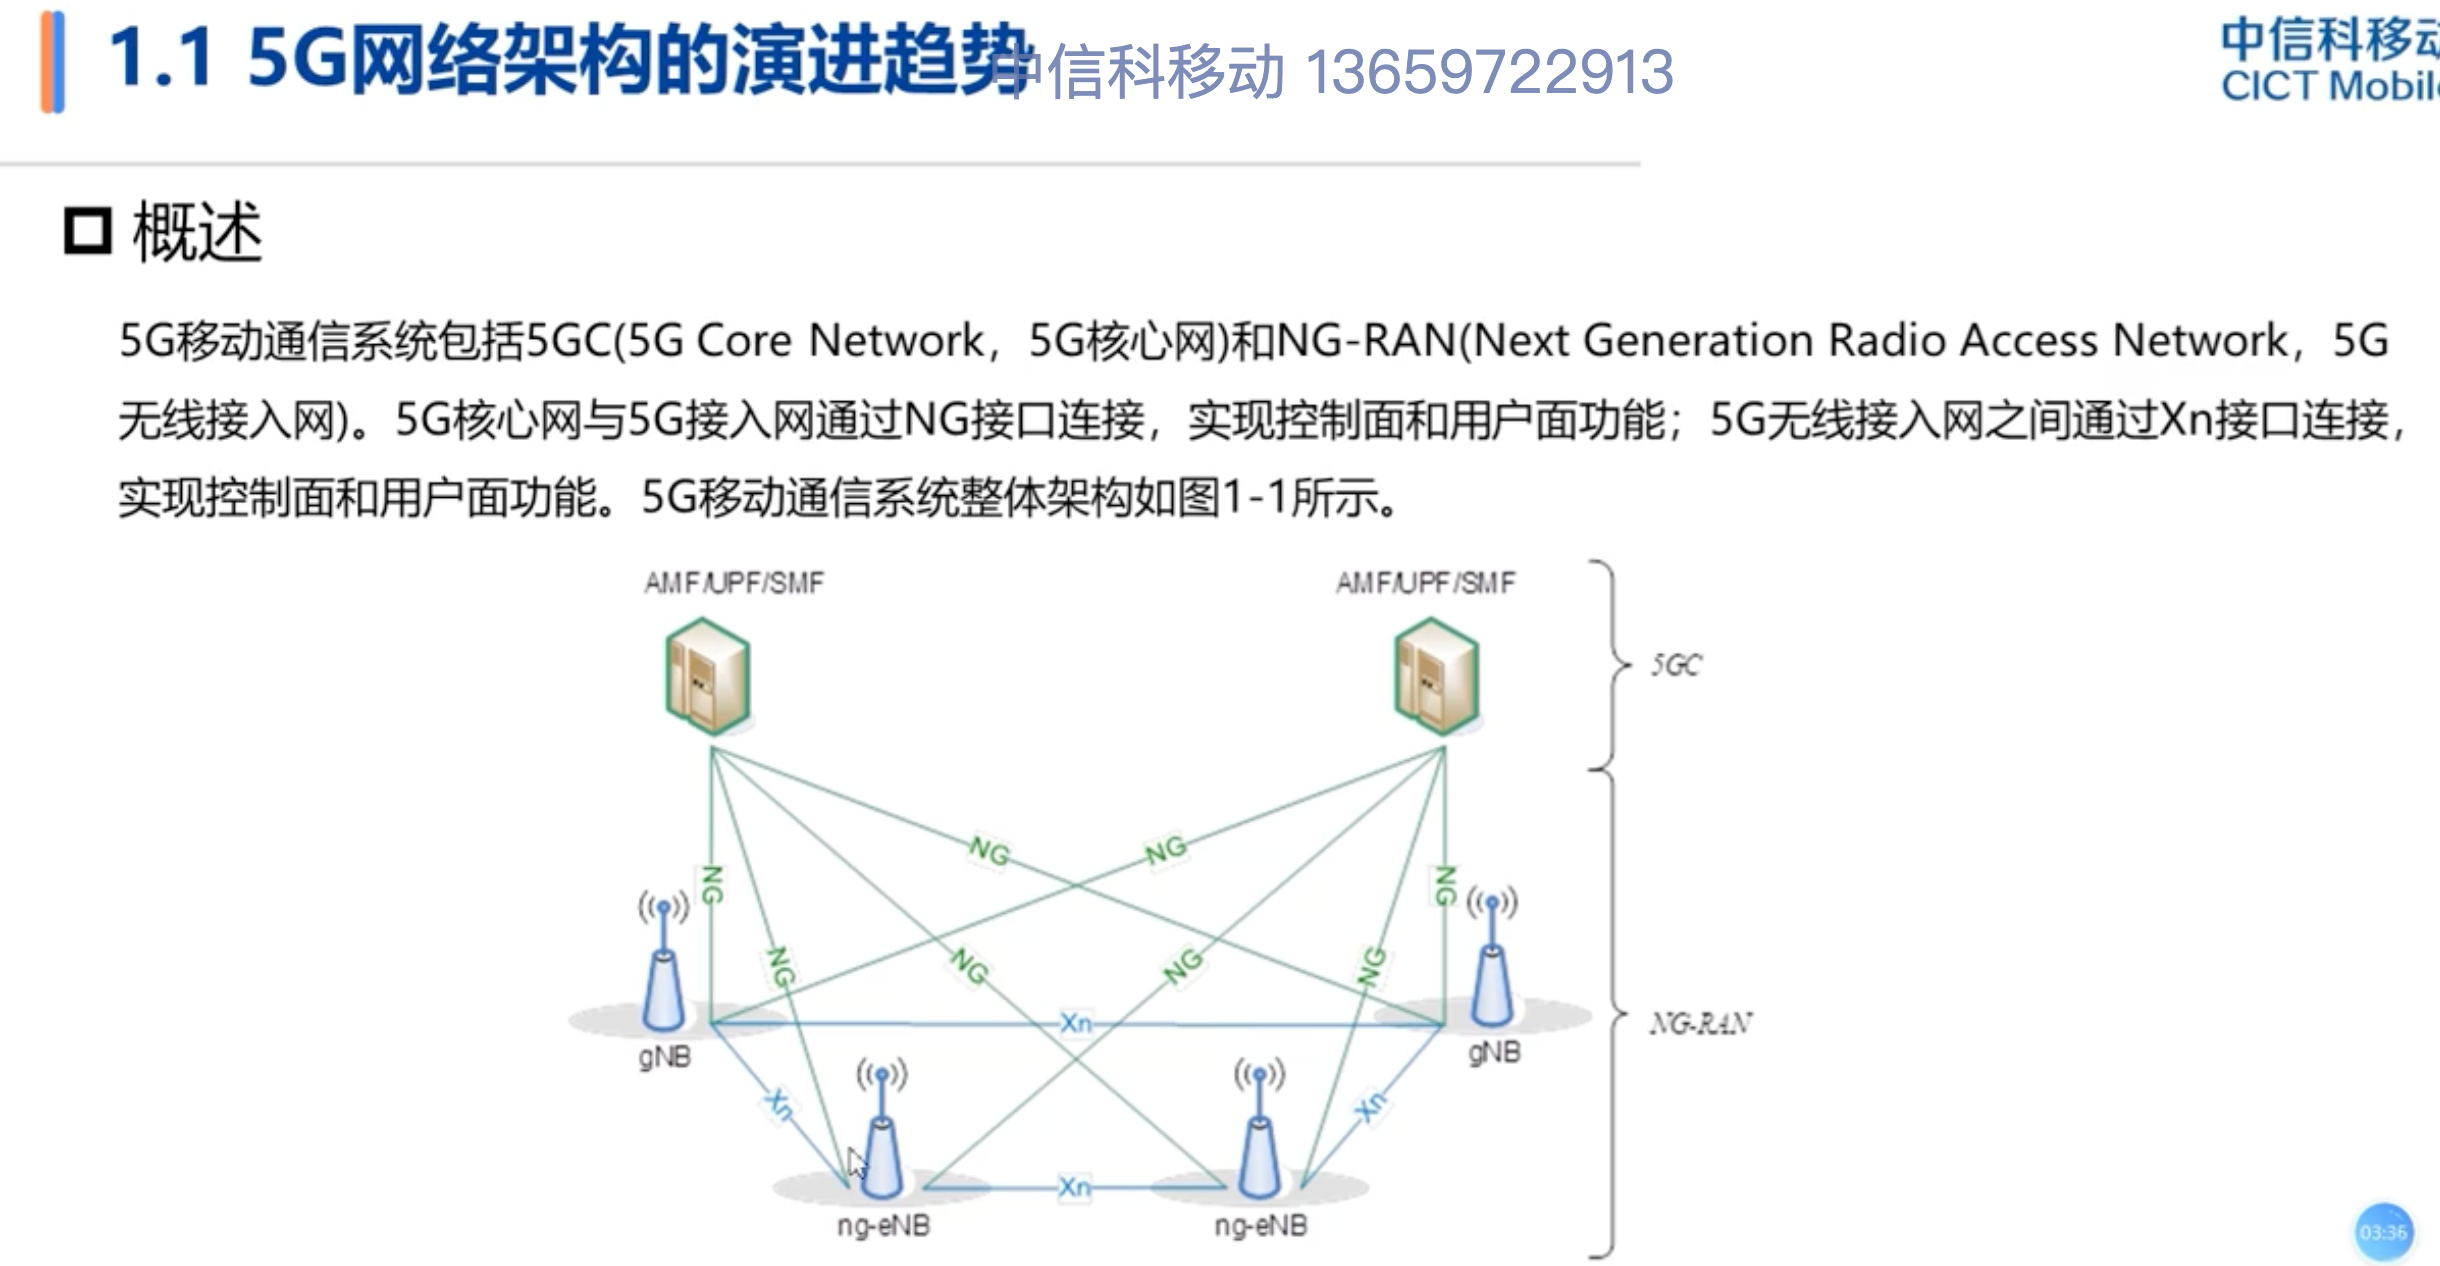 1.1 5G网络架构的演进趋势
中信科移动 13659722913
中信科移动
CICT Mobile
概述
5G移动通信系统包括5GC(5G Core Network，5G核心网)和NG-RAN(Next Generation Radio Access Network，5G
无线接入网)。5G核心网与5G接入网通过NG接口连接，实现控制面和用户面功能；5G无线接入网之间通过Xn接口连接，
实现控制面和用户面功能。5G移动通信系统整体架构如图1-1所示。
AMF/UPF/SMF
AMF/UPF/SMF
5GC
NG
NG
NG
NG
NG
NG
NG
NG
Xn
NG-RAN
gNB
gNB
Xn
Xn
Xn
ng-eNB
ng-eNB
03:36